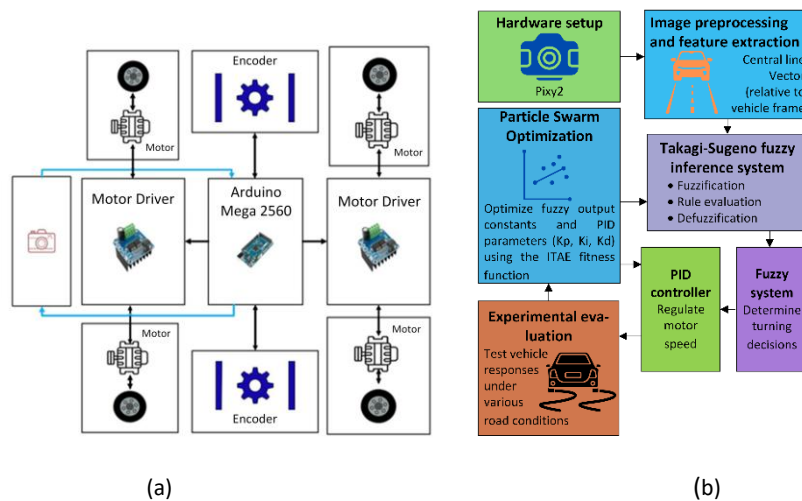 Encoder
Motor
Motor
Motor Driver
Arduino
Mega 2560
Motor Driver
Motor
Motor
Encoder
(a)
Hardware setup
Pixy2
Image preprocessing
and feature extraction
Central line
Vecto
(relative to
vehicle frame
Particle Swarm
Optimization
Optimize fuzzy output
constants and PID
parameters (Kp, Ki, Kd)
using the ITAE fitness
function
Takagi-Sugeno fuzzy
inference system
• Fuzzification
• Rule evaluation
• Defuzzification
PID
controller
Regulate
motor
speed
Fuzzy
system
Determine
turning
decisions
Experimental eva-
luation
Test vehicle
responses
under
various
road conditions
(b)